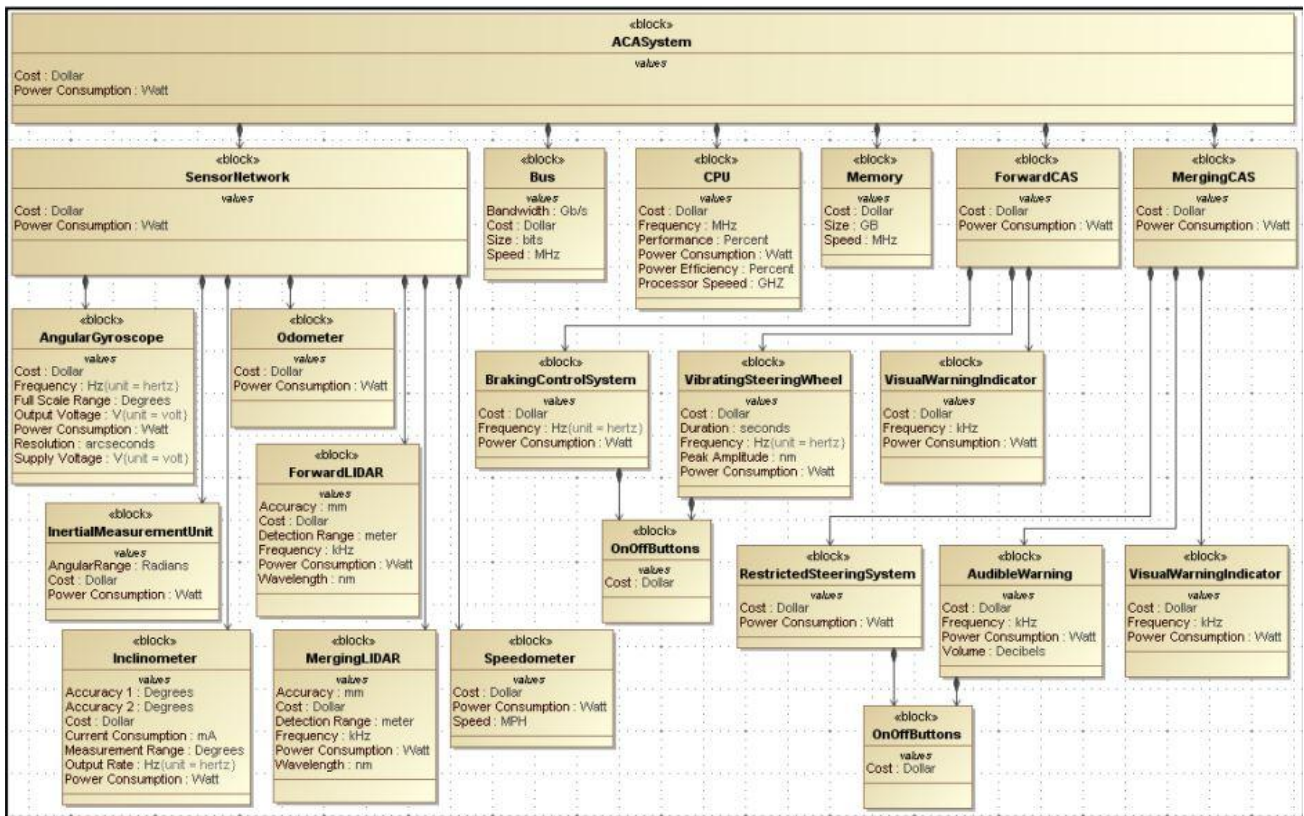 «block»
ACASystem
values
Cost : Dollar
Power Consumption : Watt
«block»
SensorNetwork
values
Cost : Dollar
Power Consumption : Watt
«block»
Bus
values
Bandwidth : Gb/s
Cost : Dollar
Size : bits
Speed : MHz
«block»
CPU
values
Cost : Dollar
Frequency : MHz
Performance : Percent
Power Consumption : Watt
Power Efficiency : Percent
Processor Speeed : GHZ
«block»
Memory
values
Cost : Dollar
Size : GB
Speed : MHz
«block»
ForwardCAS
values
Cost : Dollar
Power Consumption : Watt
«block»
MergingCAS
values
Cost : Dollar
Power Consumption : Watt
«block»
AngularGyroscope
values
Cost : Dollar
Frequency : Hz(unit = hertz)
Full Scale Range : Degrees
Output Voltage : V(unit = volt)
Power Consumption : Watt
Resolution : arcseconds
Supply Voltage : V(unit = volt)
«block»
Odometer
values
Cost : Dollar
Power Consumption : Watt
«block»
BrakingControlSystem
values
Cost : Dollar
Frequency : Hz(unit = hertz)
Power Consumption : Watt
«block»
VibratingSteeringWheel
values
Cost : Dollar
Duration : seconds
Frequency : Hz(unit = hertz)
Peak Amplitude : nm
Power Consumption : Watt
«block»
VisualWarningIndicator
values
Cost : Dollar
Frequency : kHz
Power Consumption : Watt
«block»
ForwardLIDAR
values
Accuracy : mm
Cost : Dollar
Detection Range : meter
Frequency : kHz
Power Consumption : Watt
Wavelength : nm
«block»
InertialMeasurementUnit
values
AngularRange : Radians
Cost : Dollar
Power Consumption : Watt
«block»
OnOffButtons
values
Cost : Dollar
«block»
RestrictedSteeringSystem
values
Cost : Dollar
Power Consumption : Watt
«block»
AudibleWarning
values
Cost : Dollar
Frequency : kHz
Power Consumption : Watt
Volume : Decibels
«block»
VisualWarningIndicator
values
Cost : Dollar
Frequency : kHz
Power Consumption : Watt
«block»
Inclinometer
values
Accuracy 1 : Degrees
Accuracy 2 : Degrees
Cost : Dollar
Current Consumption : mA
Measurement Range : Degrees
Output Rate : Hz(unit = hertz)
Power Consumption : Watt
«block»
MergingLIDAR
values
Accuracy : mm
Cost : Dollar
Detection Range : meter
Frequency : kHz
Power Consumption : Watt
Wavelength : nm
«block»
Speedometer
values
Cost : Dollar
Power Consumption : Watt
Speed : MPH
«block»
OnOffButtons
values
Cost : Dollar